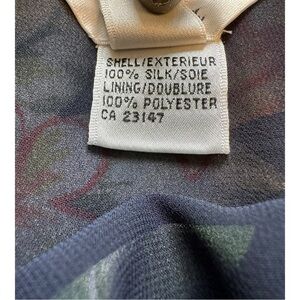 SHELL/EXTERIEUR
100% SILK/SOIE
LINING/DOUBLURE
100% POLYESTER
CA 23147